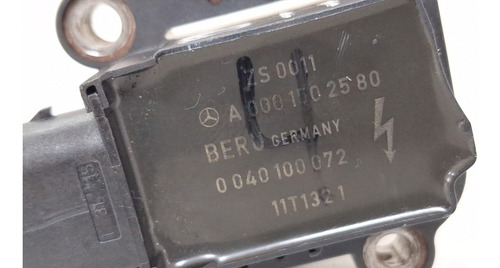 ZS 0011
A 000 150 25 80
BERU GERMANY
0 040 100 072
11T132 1